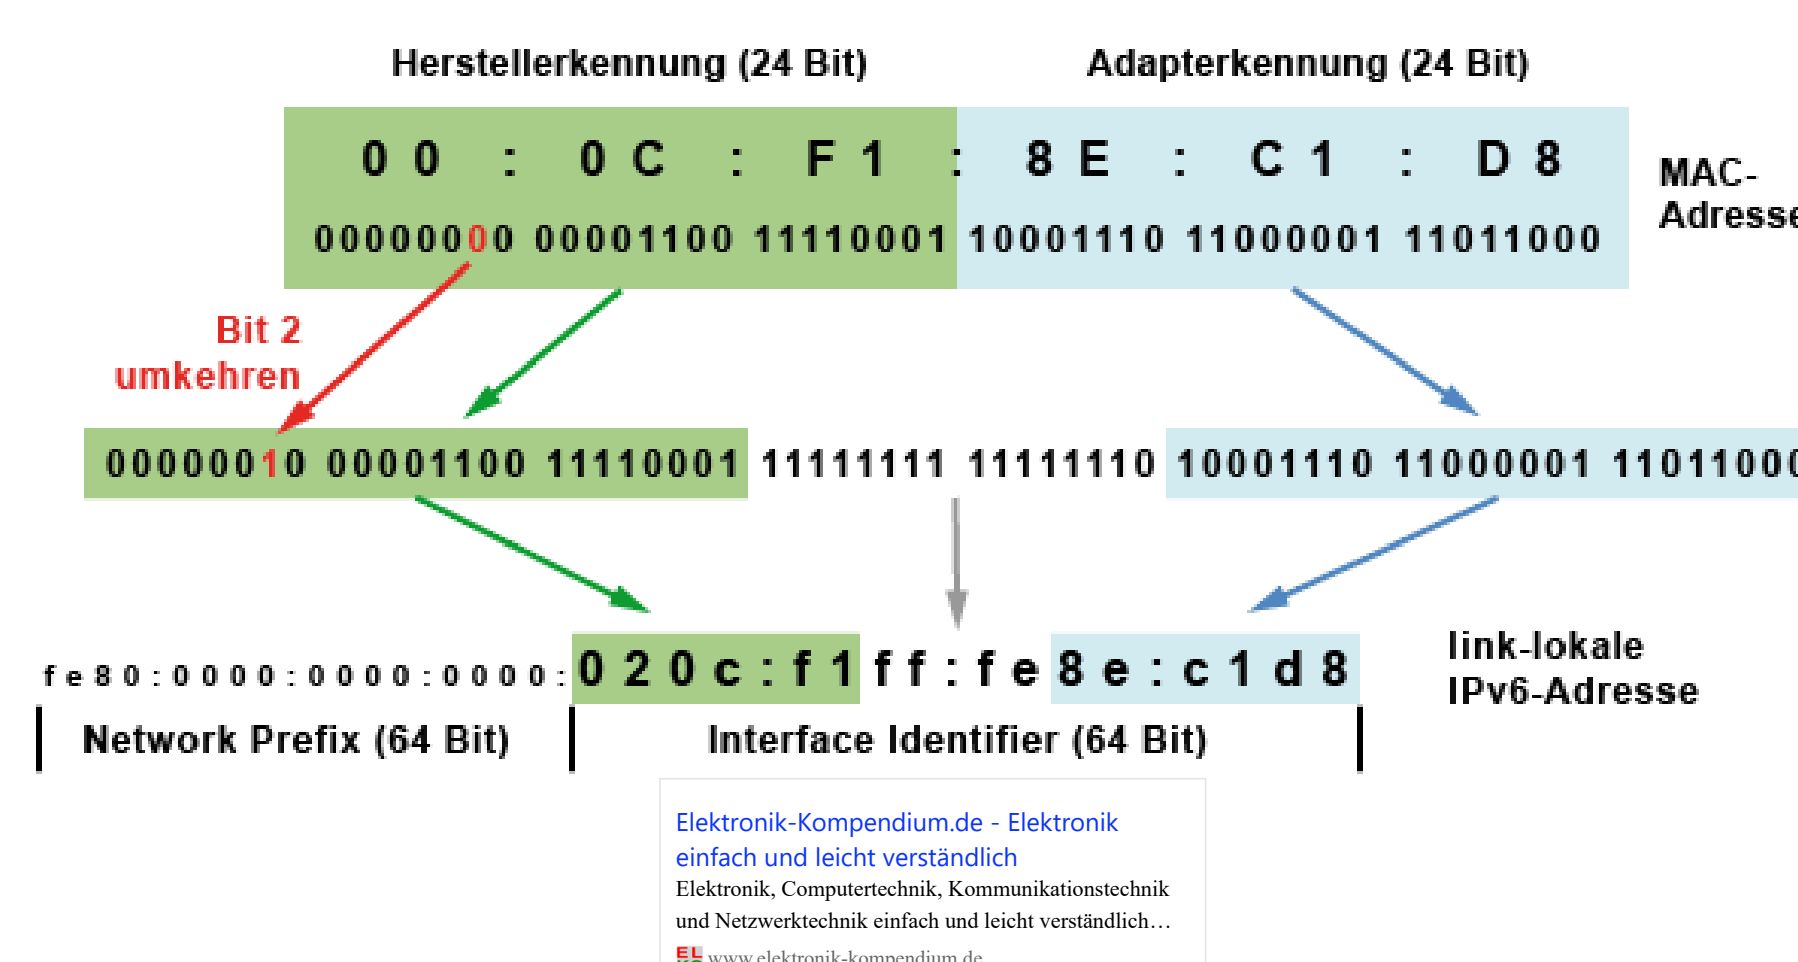 Herstellerkennung (24 Bit) Adapterkennung (24 Bit)
00 : 0C : F1 : 8E : C1 : D8
MAC-
Adresse
00000000 00001100 11110001 10001110 11000001 11011000
Bit 2
umkehren
00000010 00001100 11110001 11111111 11111110 10001110 11000001 11011000
fe80:0000:0000:0000:020c:f1ff:fe8e:c1d8
link-lokale
IPv6-Adresse
Network Prefix (64 Bit) Interface Identifier (64 Bit)
Elektronik-Kompendium.de - Elektronik
einfach und leicht verständlich
Elektronik, Computertechnik, Kommunikationstechnik
und Netzwerktechnik einfach und leicht verständlich…
www.elektronik-kompendium.de